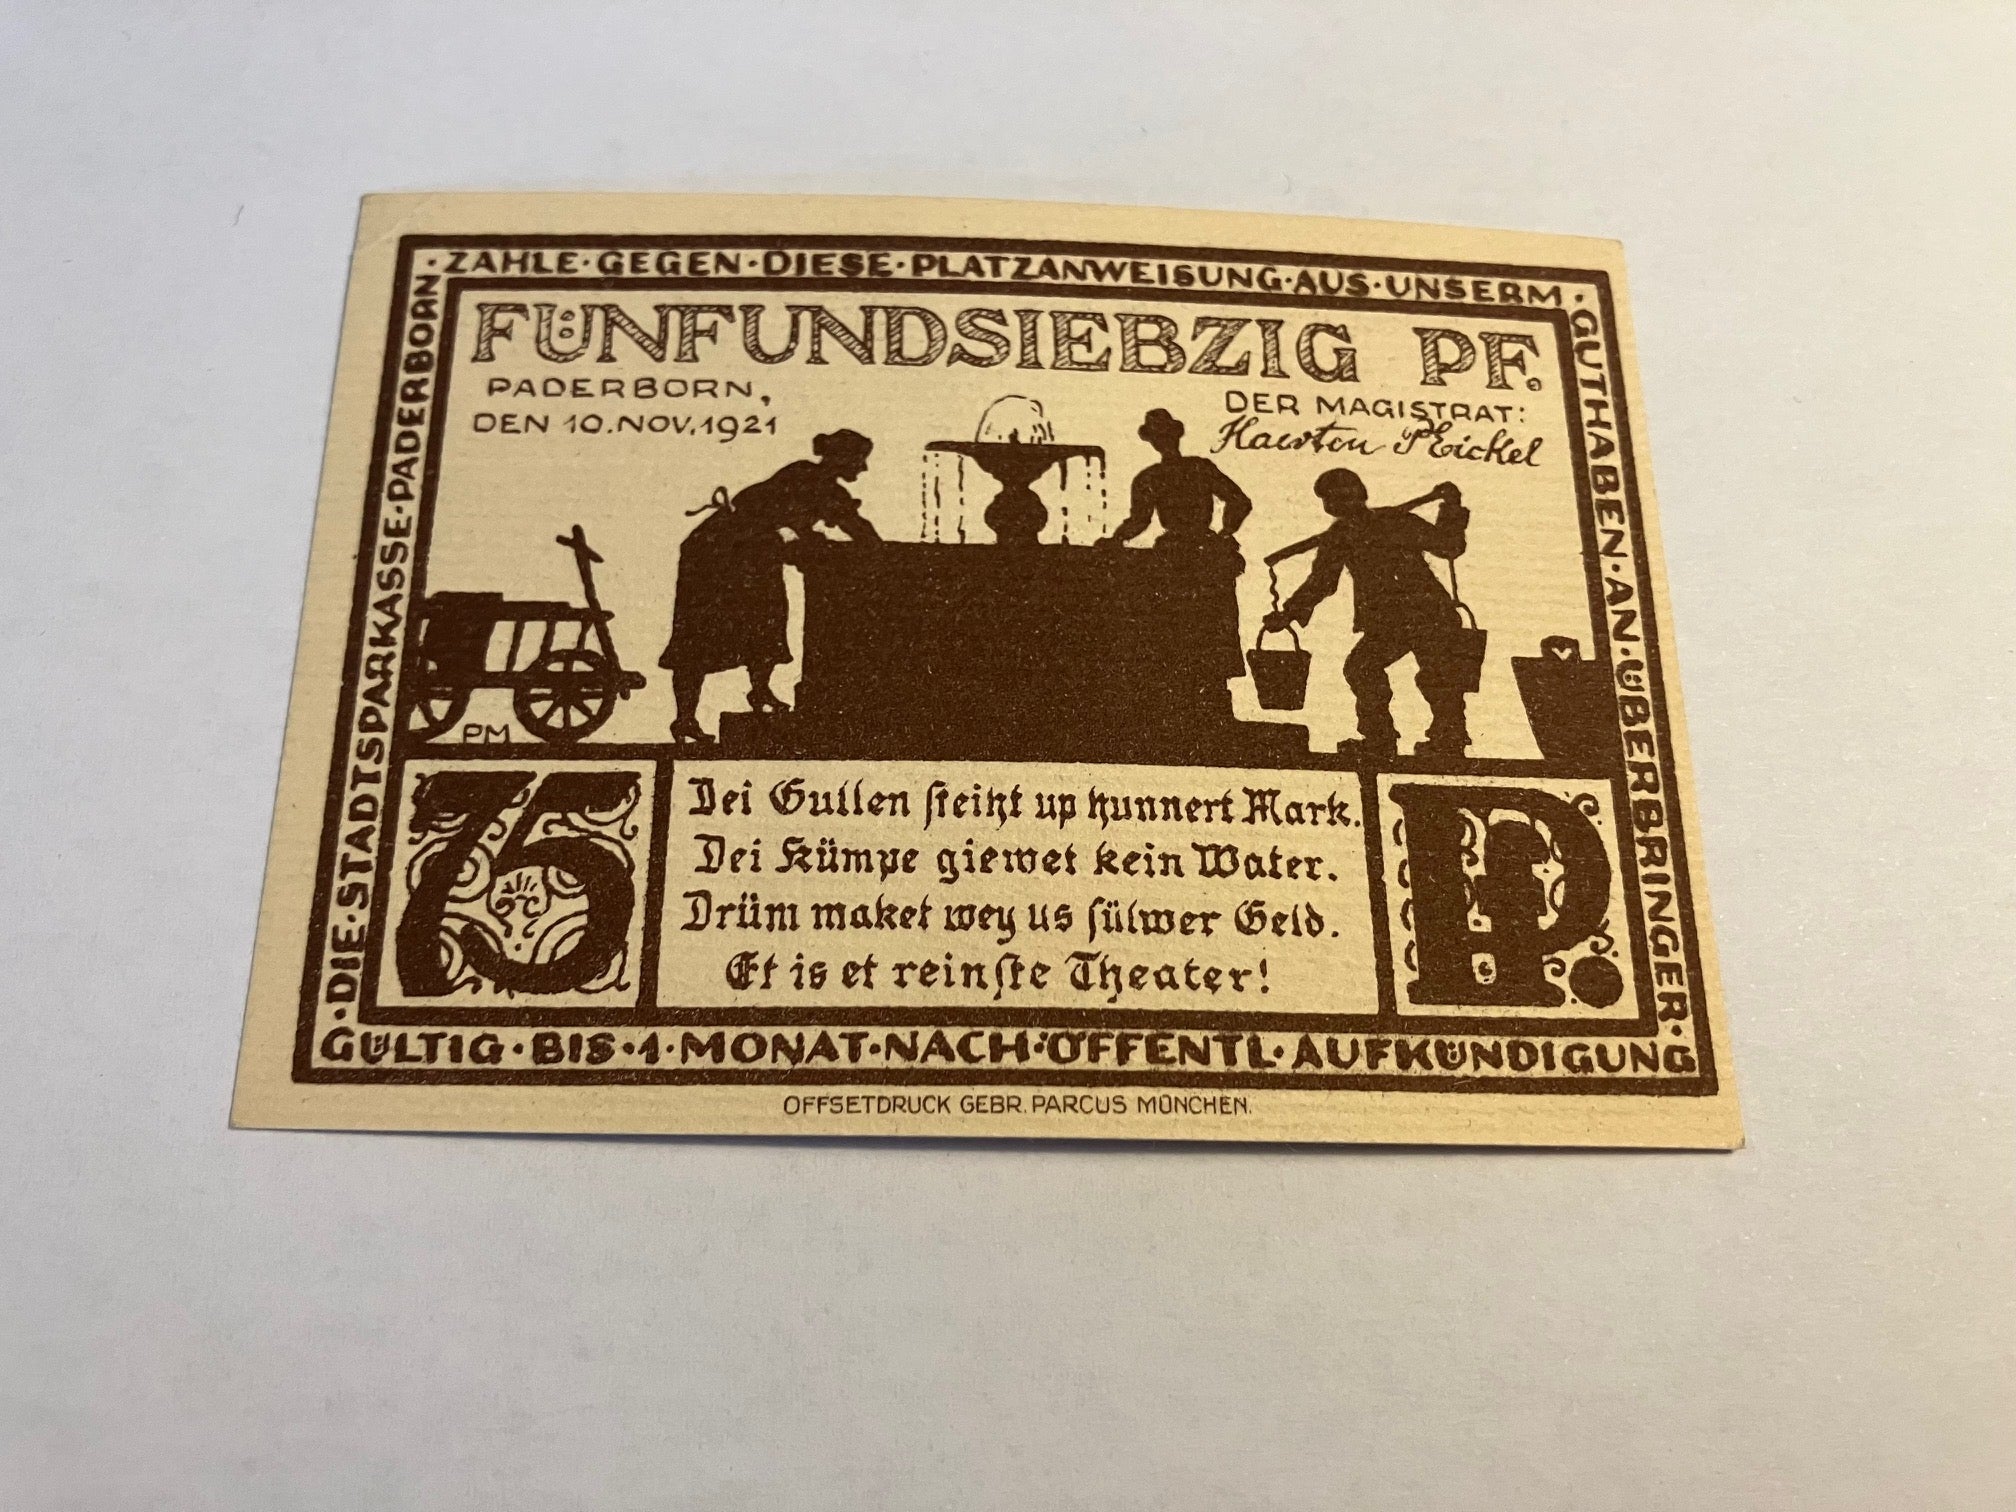 ·DIE·STADTSPARKASSE·PADERBORN
·ZAHLE·GEGEN·DIESE·PLATZANWEISUNG·AUS·UNSERM·
GUTHABEN·AN·ÜBERBRINGER·
FÜNFUNDSIEBZIG PF.
PADERBORN,
DEN 10.NOV.1921
DER MAGISTRAT:
PM
75
Dei Gullen steiht up hunnert Mark.
Dei Kümpe giewet kein Water.
Drüm maket wey us sülwer Geld.
Et is et reinste Theater!
PF.
GÜLTIG·BIS·1·MONAT·NACH·ÖFFENTL·AUFKÜNDIGUNG
OFFSETDRUCK GEBR. PARCUS MÜNCHEN.